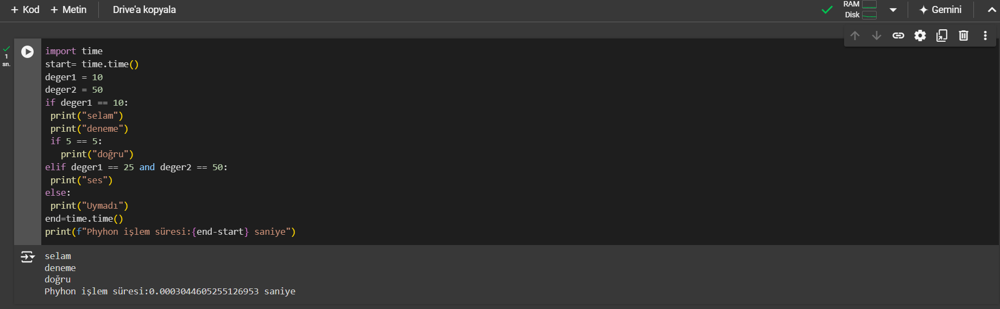 + Kod + Metin Drive'a kopyala RAM Disk Gemini
1 sn.
import time
start= time.time()
deger1 = 10
deger2 = 50
if deger1 == 10:
 print("selam")
 print("deneme")
 if 5 == 5:
   print("doğru")
elif deger1 == 25 and deger2 == 50:
 print("ses")
else:
 print("Uymadı")
end=time.time()
print(f"Phyhon işlem süresi:{end-start} saniye")
selam
deneme
doğru
Phyhon işlem süresi:0.0003044605255126953 saniye